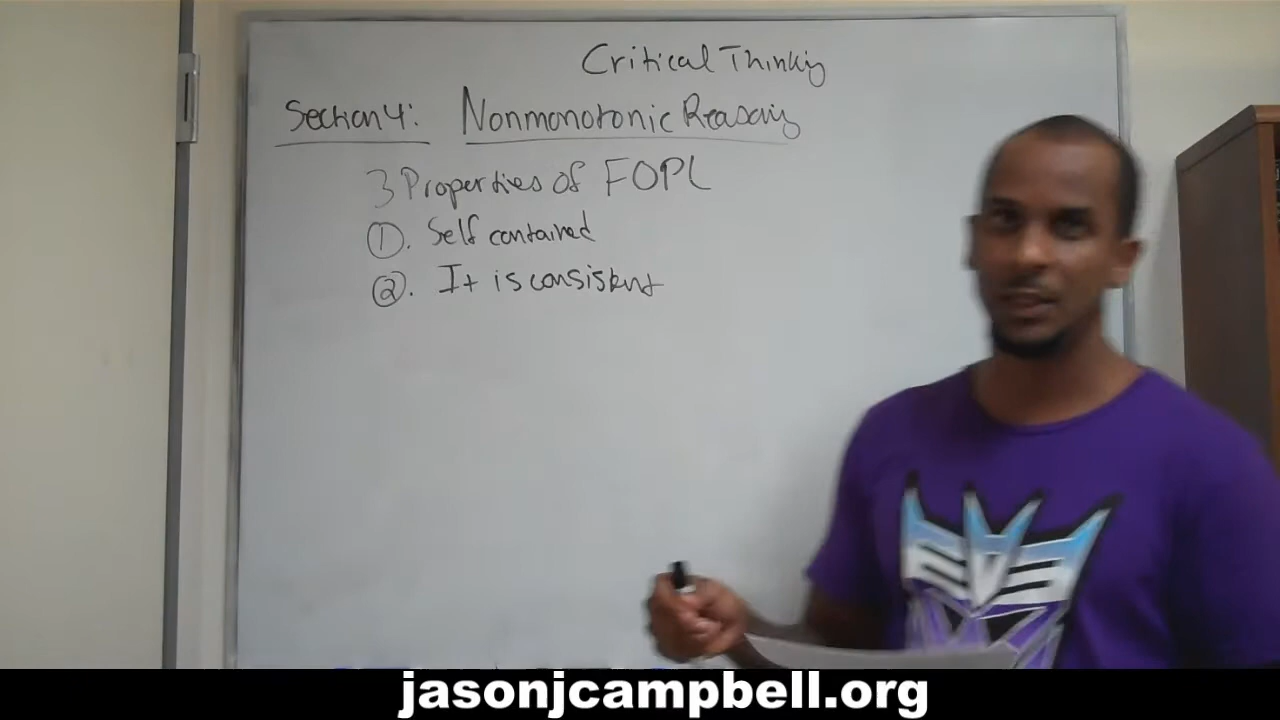 Critical Thinking
Section 4: Nonmonotonic Reasoning
3 Properties of FOPL
①. Self contained
②. It is consistent
jasonjcampbell.org